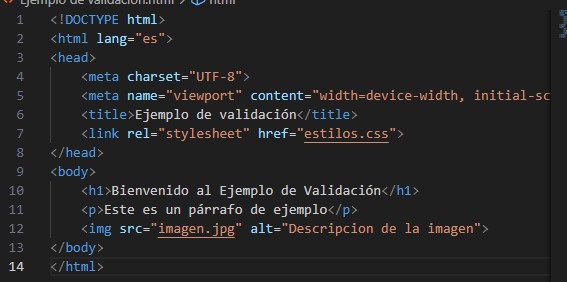 Ejemplo de validacion.html > html
1 <!DOCTYPE html>
2 <html lang="es">
3 <head>
4 <meta charset="UTF-8">
5 <meta name="viewport" content="width=device-width, initial-sc
6 <title>Ejemplo de validación</title>
7 <link rel="stylesheet" href="estilos.css">
8 </head>
9 <body>
10 <h1>Bienvenido al Ejemplo de Validación</h1>
11 <p>Este es un párrafo de ejemplo</p>
12 <img src="imagen.jpg" alt="Descripcion de la imagen">
13 </body>
14 </html>